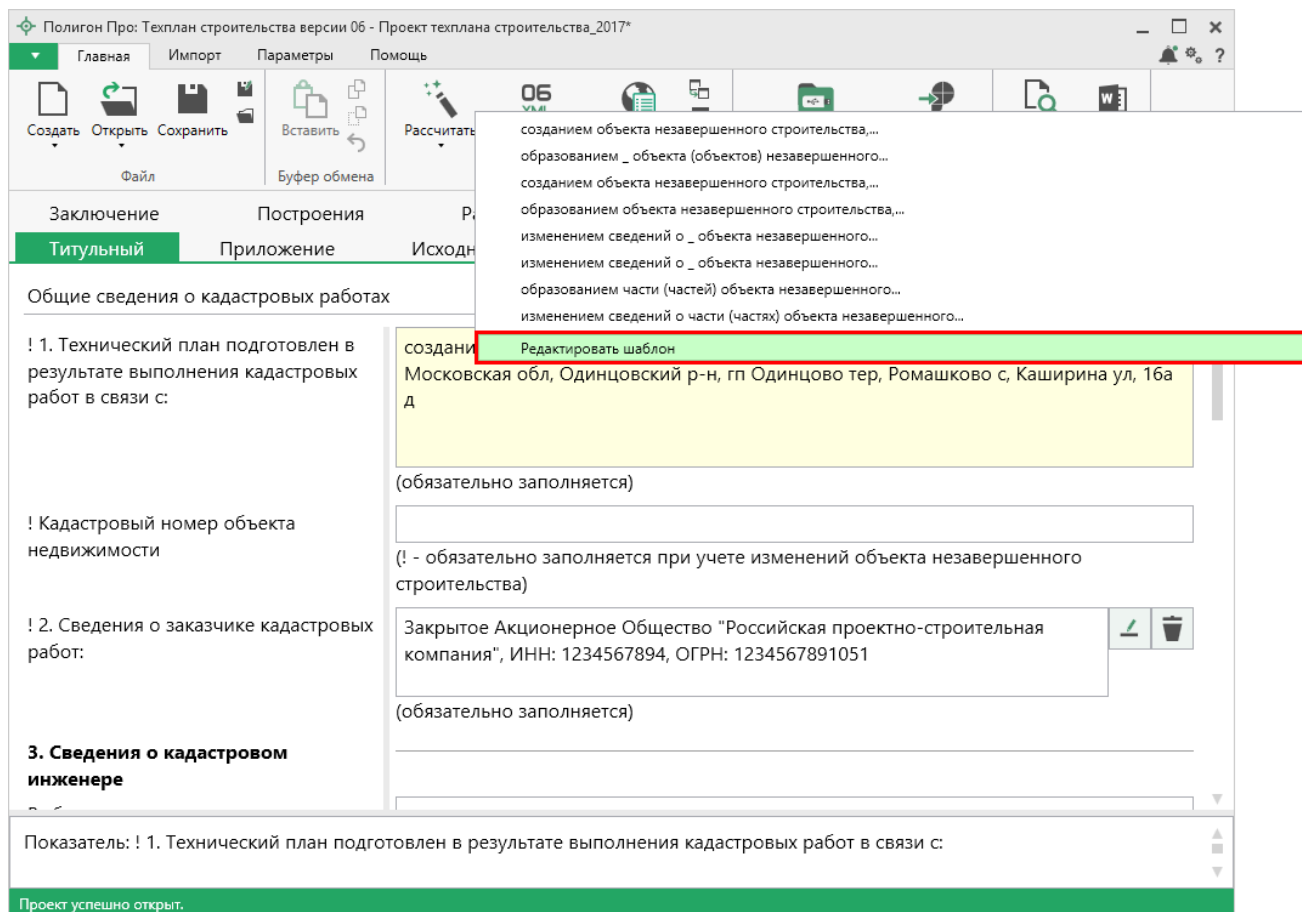 Полигон Про: Техплан строительства версии 06 - Проект техплана строительства_2017*
Главная Импорт Параметры Помощь
Создать Открыть Сохранить Вставить Рассчитать
06
W
Файл Буфер обмена
созданием объекта незавершенного строительства,...
образованием _ объекта (объектов) незавершенного...
созданием объекта незавершенного строительства,...
образованием объекта незавершенного строительства,...
изменением сведений о _ объекта незавершенного...
изменением сведений о _ объекта незавершенного...
образованием части (частей) объекта незавершенного...
изменением сведений о части (частях) объекта незавершенного...
Редактировать шаблон
Заключение Построения
Титульный Приложение
Общие сведения о кадастровых работах
! 1. Технический план подготовлен в
результате выполнения кадастровых
работ в связи с:
Московская обл, Одинцовский р-н, гп Одинцово тер, Ромашково с, Каширина ул, 16а
д
(обязательно заполняется)
! Кадастровый номер объекта
недвижимости
(! - обязательно заполняется при учете изменений объекта незавершенного
строительства)
! 2. Сведения о заказчике кадастровых
работ:
Закрытое Акционерное Общество "Российская проектно-строительная
компания", ИНН: 1234567894, ОГРН: 1234567891051
(обязательно заполняется)
3. Сведения о кадастровом
инженере
Показатель: ! 1. Технический план подготовлен в результате выполнения кадастровых работ в связи с:
Проект успешно открыт.